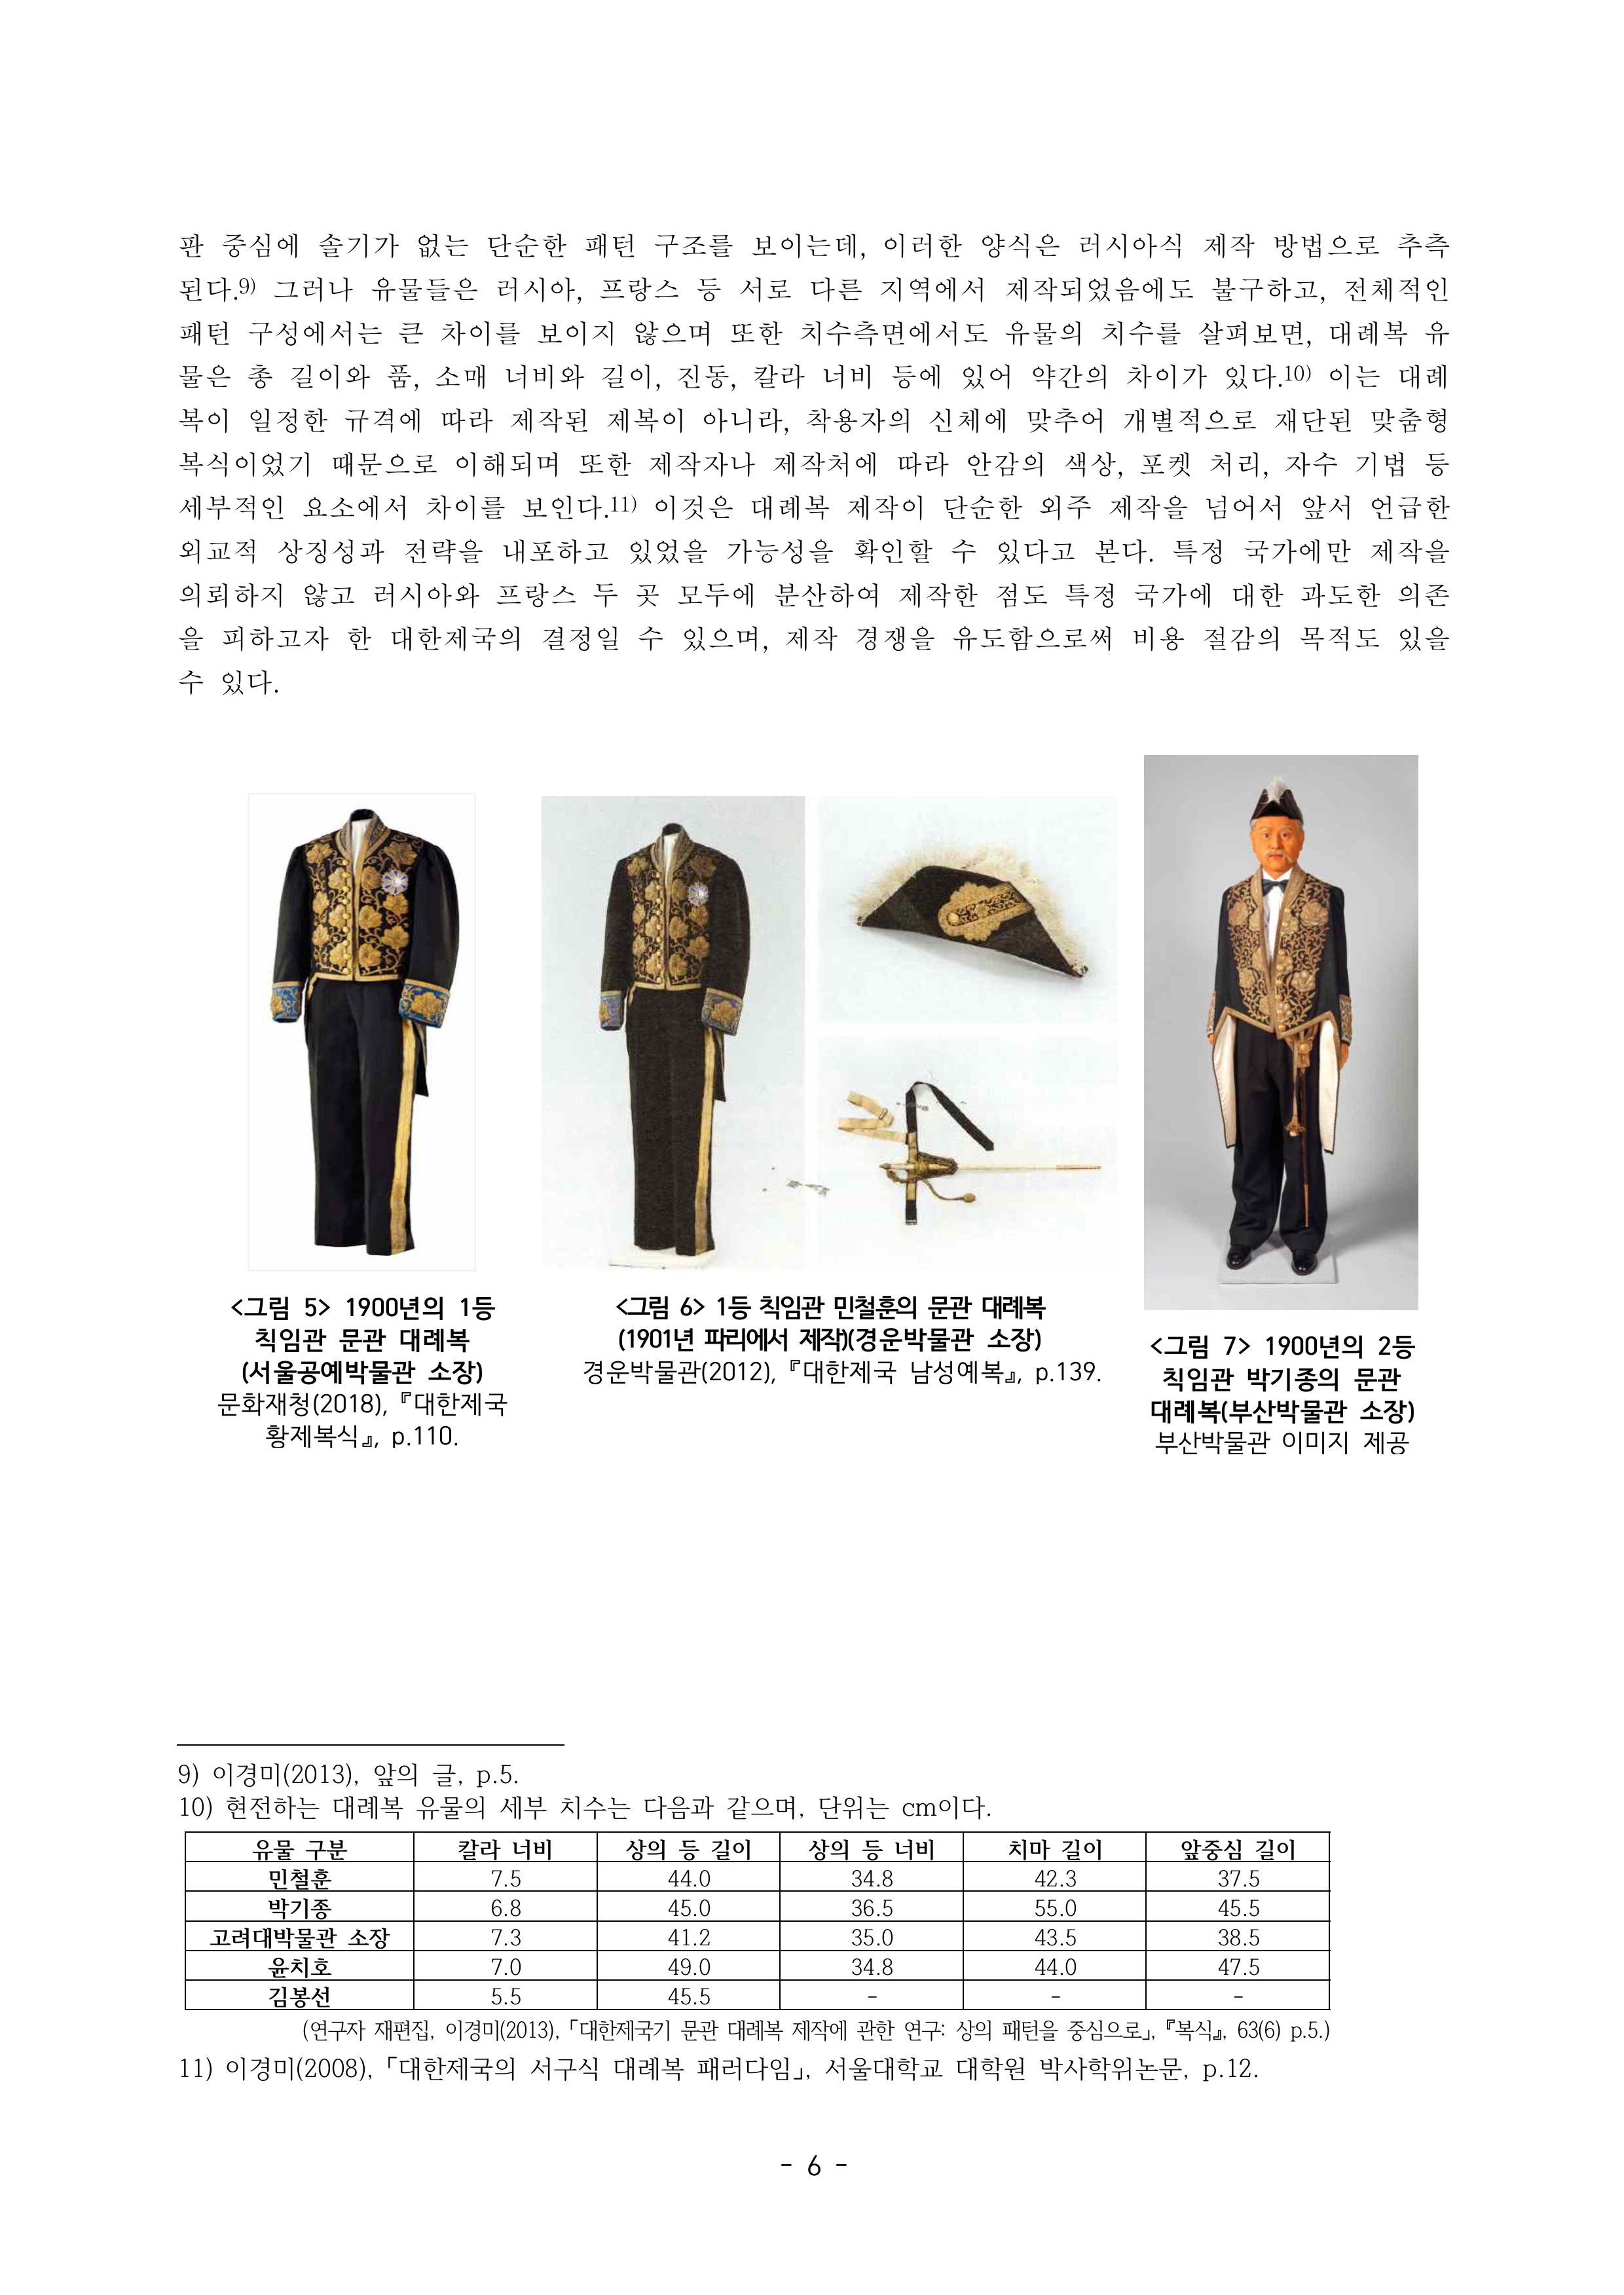 판 중심에 솔기가 없는 단순한 패턴 구조를 보이는데, 이러한 양식은 러시아식 제작 방법으로 추측
된다.9) 그러나 유물들은 러시아, 프랑스 등 서로 다른 지역에서 제작되었음에도 불구하고, 전체적인
패턴 구성에서는 큰 차이를 보이지 않으며 또한 치수측면에서도 유물의 치수를 살펴보면, 대례복 유
물은 총 길이와 품, 소매 너비와 길이, 진동, 칼라 너비 등에 있어 약간의 차이가 있다.10) 이는 대례
복이 일정한 규격에 따라 제작된 제복이 아니라, 착용자의 신체에 맞추어 개별적으로 재단된 맞춤형
복식이었기 때문으로 이해되며 또한 제작자나 제작처에 따라 안감의 색상, 포켓 처리, 자수 기법 등
세부적인 요소에서 차이를 보인다.11) 이것은 대례복 제작이 단순한 외주 제작을 넘어서 앞서 언급한
외교적 상징성과 전략을 내포하고 있었을 가능성을 확인할 수 있다고 본다. 특정 국가에만 제작을
의뢰하지 않고 러시아와 프랑스 두 곳 모두에 분산하여 제작한 점도 특정 국가에 대한 과도한 의존
을 피하고자 한 대한제국의 결정일 수 있으며, 제작 경쟁을 유도함으로써 비용 절감의 목적도 있을
수 있다.
<그림 5> 1900년의 1등
칙임관 문관 대례복
(서울공예박물관 소장)
문화재청(2018), 『대한제국
황제복식』, p.110.
<그림 6> 1등 칙임관 민철훈의 문관 대례복
(1901년 파리에서 제작)(경운박물관 소장)
경운박물관(2012), 『대한제국 남성예복』, p.139.
<그림 7> 1900년의 2등
칙임관 박기종의 문관
대례복(부산박물관 소장)
부산박물관 이미지 제공
9) 이경미(2013), 앞의 글, p.5.
10) 현전하는 대례복 유물의 세부 치수는 다음과 같으며, 단위는 cm이다.
유물 구분 칼라 너비 상의 등 길이 상의 등 너비 치마 길이 앞중심 길이
민철훈 7.5 44.0 34.8 42.3 37.5
박기종 6.8 45.0 36.5 55.0 45.5
고려대박물관 소장 7.3 41.2 35.0 43.5 38.5
윤치호 7.0 49.0 34.8 44.0 47.5
김봉선 5.5 45.5 - - -
(연구자 재편집, 이경미(2013), 「대한제국기 문관 대례복 제작에 관한 연구: 상의 패턴을 중심으로」, 『복식』, 63(6) p.5.)
11) 이경미(2008), 「대한제국의 서구식 대례복 패러다임」, 서울대학교 대학원 박사학위논문, p.12.
- 6 -